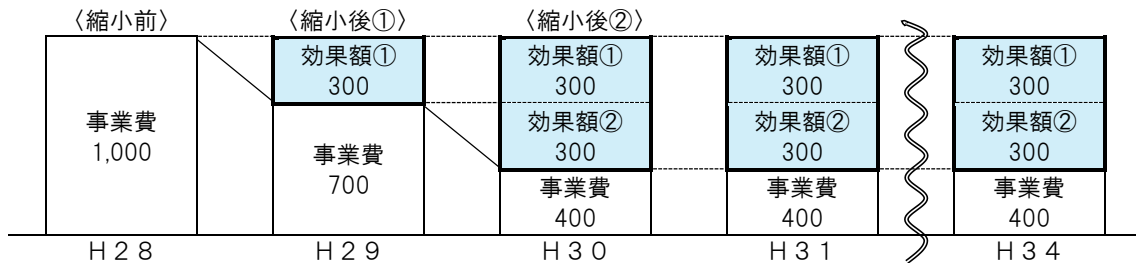 〈縮小前〉
〈縮小後①〉
〈縮小後②〉
事業費
1,000
効果額①
300
事業費
700
効果額①
300
効果額②
300
事業費
400
効果額①
300
効果額②
300
事業費
400
効果額①
300
効果額②
300
事業費
400
H28
H29
H30
H31
H34